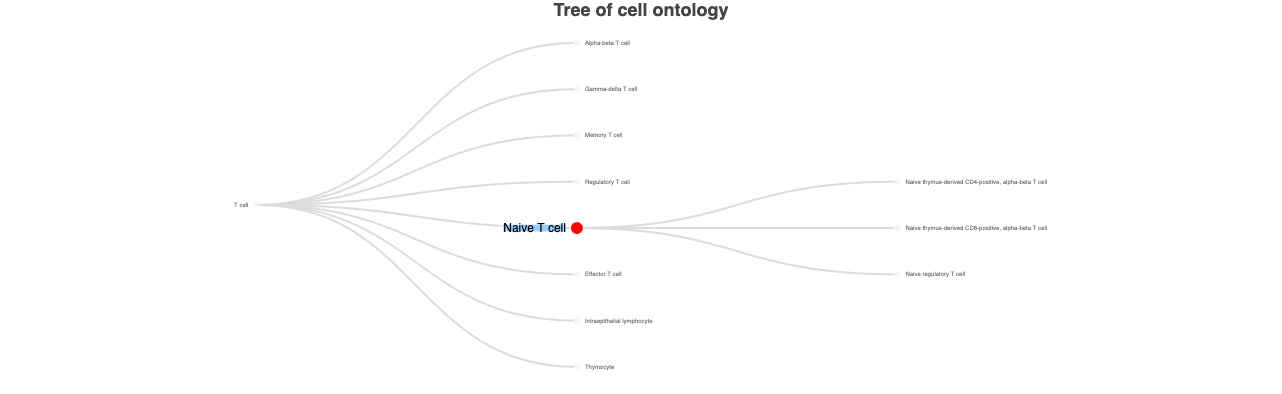 Tree of cell ontology
Alpha-beta T cell
Gamma-delta T cell
Memory T cell
Regulatory T cell
Naive thymus-derived CD4-positive, alpha-beta T cell
T cell
Naive T cell
Naive thymus-derived CD8-positive, alpha-beta T cell
Effector T cell
Naive regulatory T cell
Intraepithelial lymphocyte
Thymocyte